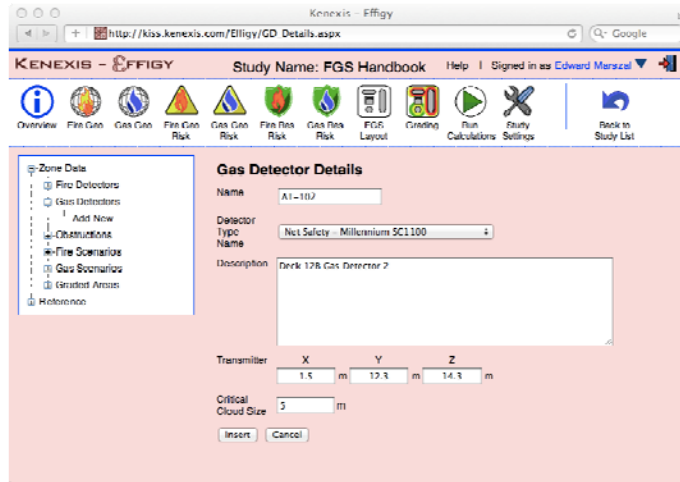 Kenexis – Effigy
http://kiss.kenexis.com/Effigy/GD_Details.aspx
Google
KENEXIS – EFFIGY
Study Name: FGS Handbook
Help | Signed in as Edward Marszal
Overview
Fire Geo
Gas Geo
Fire Geo Risk
Gas Geo Risk
Fire Res Risk
Gas Res Risk
FGS Layout
Grading
Run Calculations
Study Settings
Back to Study List
Zone Data
Fire Detectors
Gas Detectors
Add New
Obstructions
Fire Scenarios
Gas Scenarios
Graded Areas
Reference
Gas Detector Details
Name
AT-102
Detector Type Name
Net Safety – Millennium SC1100
Description
Deck 12B Gas Detector 2
Transmitter
X Y Z
1.5 m 12.3 m 14.3 m
Critical Cloud Size
5 m
Insert Cancel